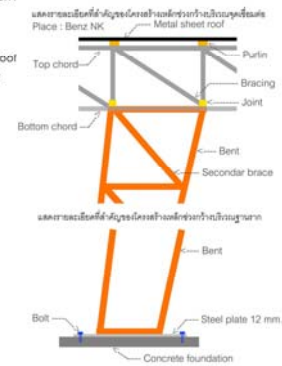 แสดงรายละเอียดที่สำคัญของโครงสร้างเหล็กช่วงกว้างบริเวณจุดเชื่อมต่อ
Place : Benz NK
Metal sheet roof
oof
Purlin
Top chord
Bracing
Joint
Bottom chord
Bent
Secondar brace
แสดงรายละเอียดที่สำคัญของโครงสร้างเหล็กช่วงกว้างบริเวณฐานราก
Bent
Bolt
Steel plate 12 mm.
Concrete foundation